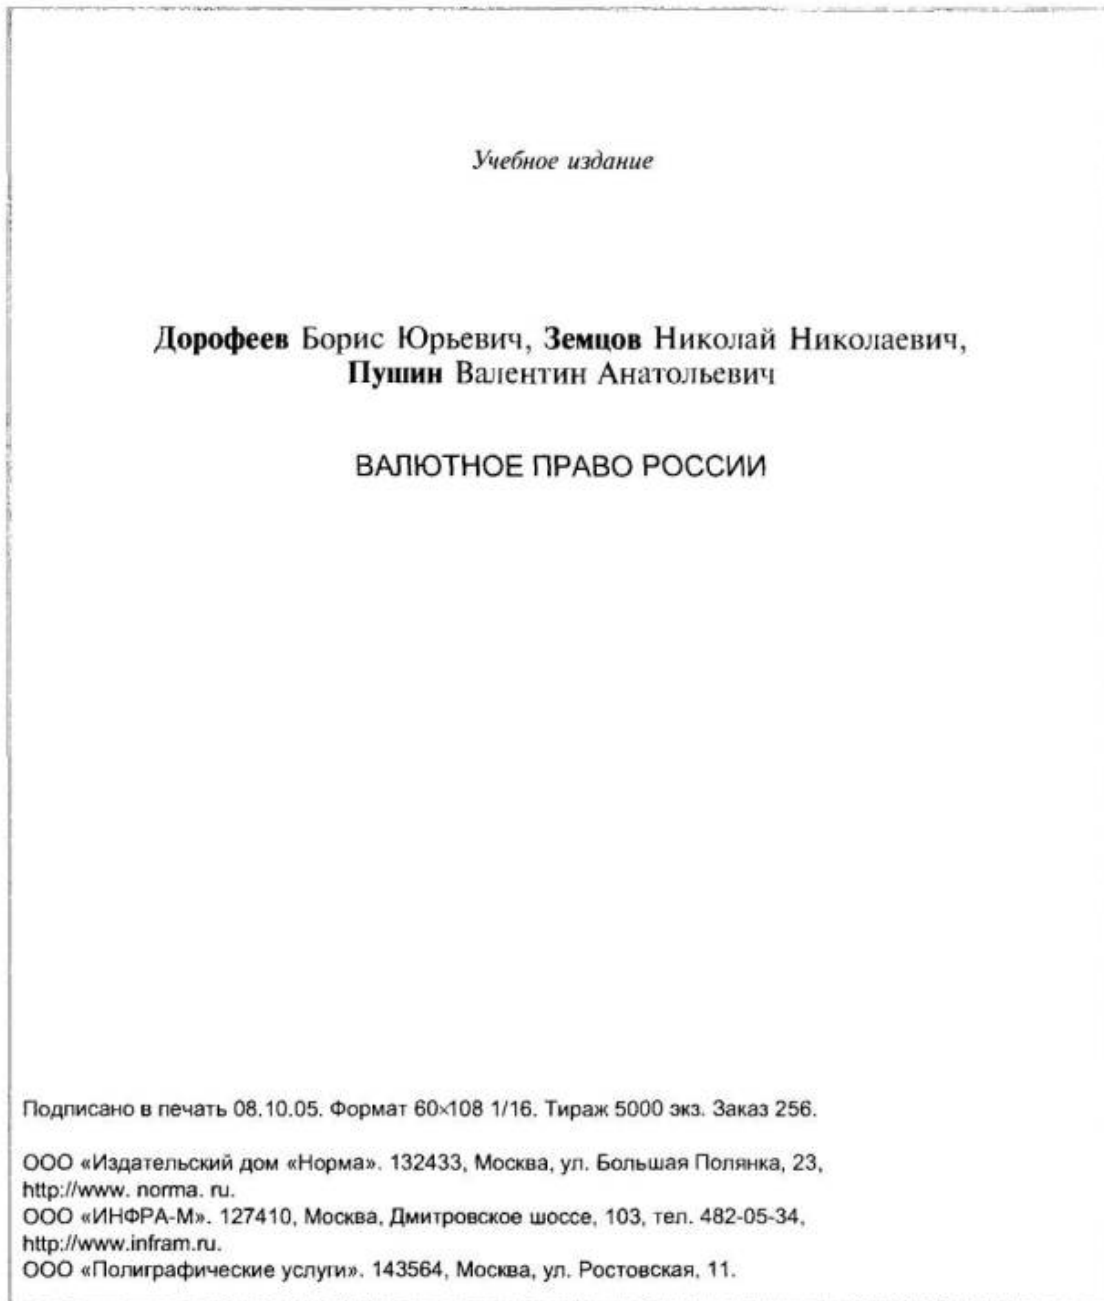 Учебное издание
Дорофеев Борис Юрьевич, Земцов Николай Николаевич,
Пушин Валентин Анатольевич
ВАЛЮТНОЕ ПРАВО РОССИИ
Подписано в печать 08.10.05. Формат 60×108 1/16. Тираж 5000 экз. Заказ 256.
ООО «Издательский дом «Норма». 132433, Москва, ул. Большая Полянка, 23,
http://www. norma. ru.
ООО «ИНФРА-М». 127410, Москва, Дмитровское шоссе, 103, тел. 482-05-34,
http://www.infram.ru.
ООО «Полиграфические услуги». 143564, Москва, ул. Ростовская, 11.